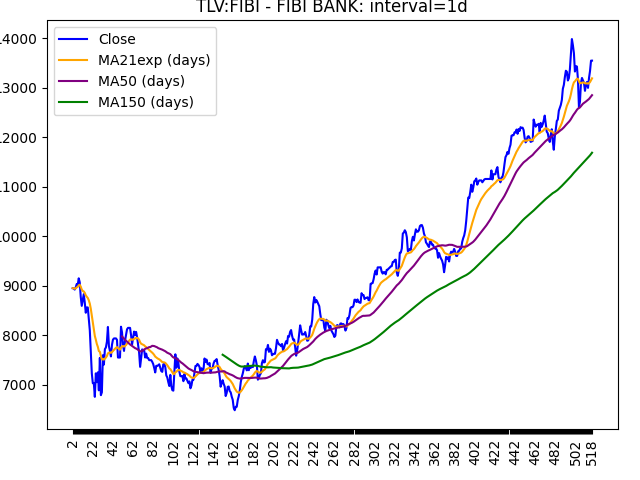 TLV:FIBI - FIBI BANK: interval=1d
Close
MA21exp (days)
MA50 (days)
MA150 (days)
14000
13000
12000
11000
10000
9000
8000
7000
2 22 42 62 82 102 122 142 162 182 202 222 242 262 282 302 322 342 362 382 402 422 442 462 482 502 518